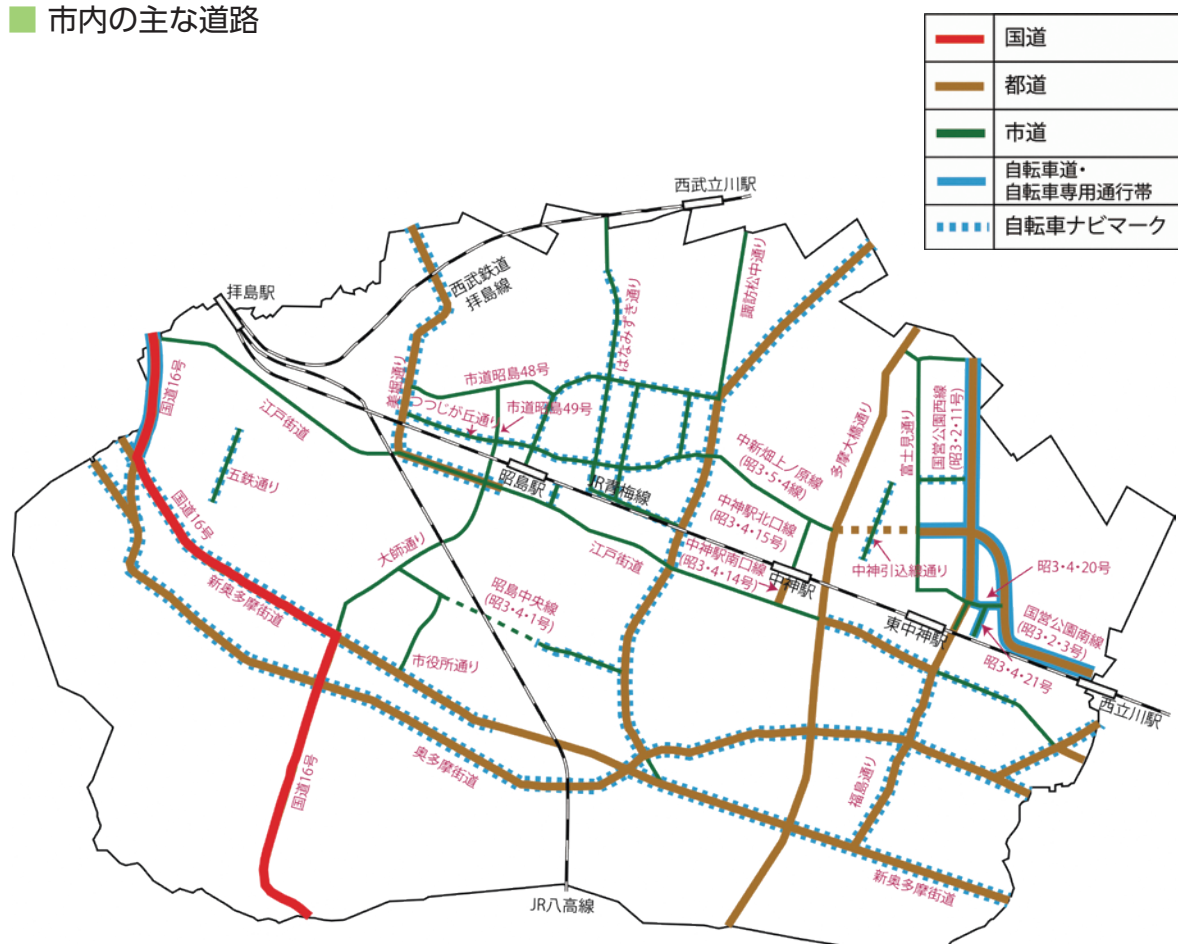 市内の主な道路
国道
都道
市道
自転車道・
自転車専用通行帯
自転車ナビマーク
西武立川駅
西武鉄道
拝島線
拝島駅
諏訪松中通り
はなみずき通り
美堀通り
国道16号
江戸街道
市道昭島48号
つつじが丘通り
市道昭島49号
五鉄通り
国道16号
昭島駅
JR青梅線
中新畑上ノ原線
(昭3・5・4線)
多摩大橋通り
富士見通り
国営公園西線
(昭3・2・11号)
中神駅北口線
(昭3・4・15号)
中神駅南口線
(昭3・4・14号)
中神駅
中神引込線通り
昭3・4・20号
江戸街道
大師通り
新奥多摩街道
昭島中央線
(昭3・4・1号)
東中神駅
国営公園南線
(昭3・2・3号)
昭3・4・21号
西立川駅
市役所通り
奥多摩街道
国道16号
福島通り
新奥多摩街道
JR八高線